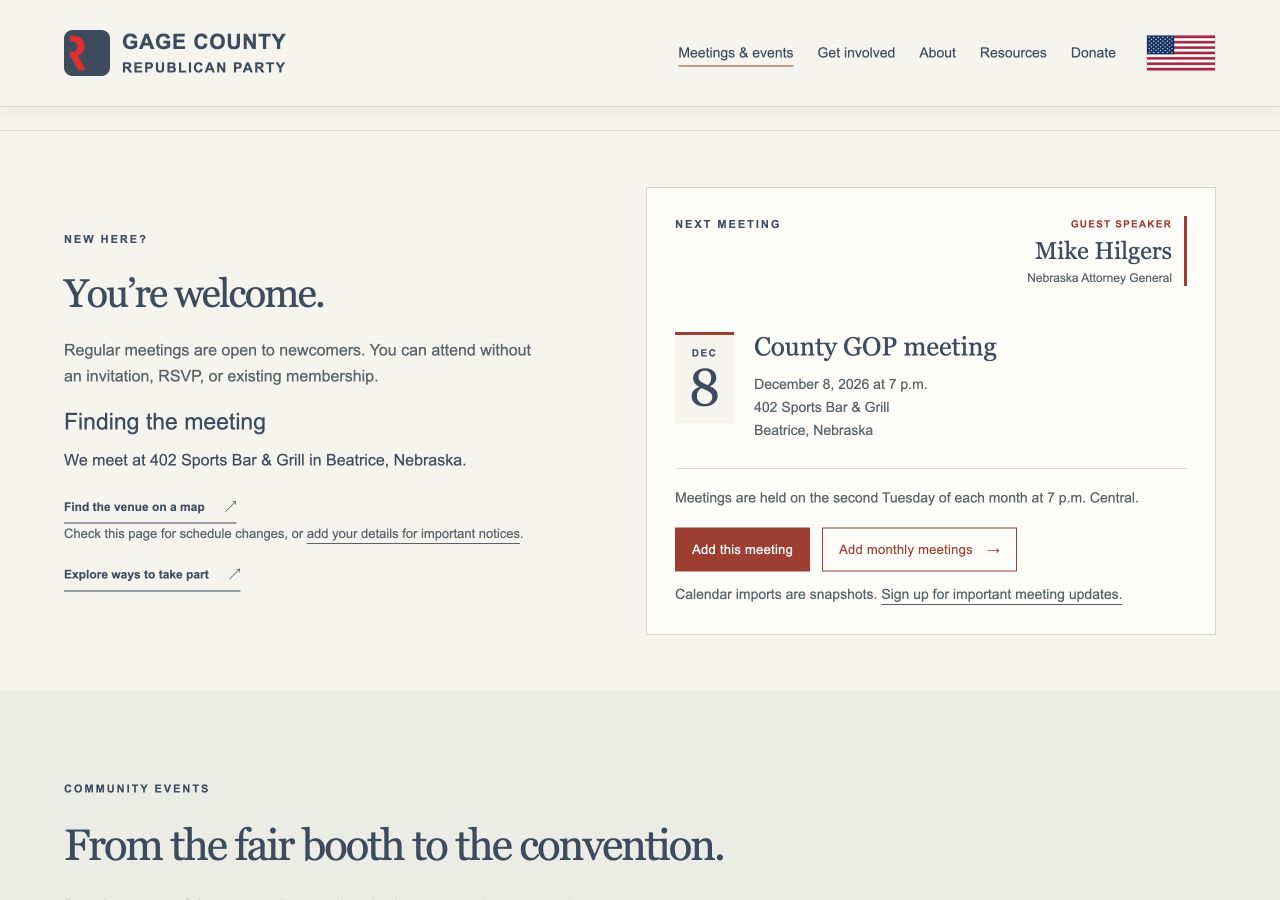 GAGE COUNTY
REPUBLICAN PARTY
Meetings & events
Get involved
About
Resources
Donate
NEW HERE?
You’re welcome.
Regular meetings are open to newcomers. You can attend without
an invitation, RSVP, or existing membership.
Finding the meeting
We meet at 402 Sports Bar & Grill in Beatrice, Nebraska.
Find the venue on a map ↗
Check this page for schedule changes, or add your details for important notices.
Explore ways to take part ↗
NEXT MEETING
GUEST SPEAKER
Mike Hilgers
Nebraska Attorney General
DEC
8
County GOP meeting
December 8, 2026 at 7 p.m.
402 Sports Bar & Grill
Beatrice, Nebraska
Meetings are held on the second Tuesday of each month at 7 p.m. Central.
Add this meeting
Add monthly meetings →
Calendar imports are snapshots. Sign up for important meeting updates.
COMMUNITY EVENTS
From the fair booth to the convention.